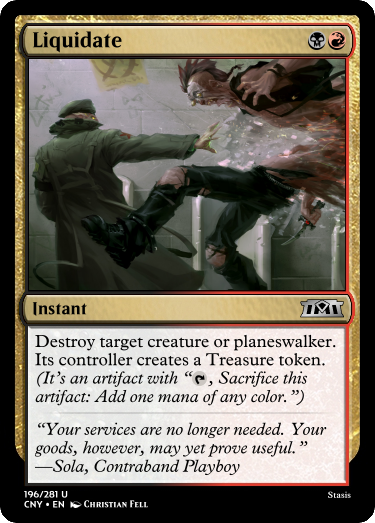 Liquidate
Instant
Destroy target creature or planeswalker.
Its controller creates a Treasure token.
(It's an artifact with “, Sacrifice this
artifact: Add one mana of any color.”)
“Your services are no longer needed. Your
goods, however, may yet prove useful.”
—Sola, Contraband Playboy
196/281 U
Stasis
CNY • EN Christian Fell